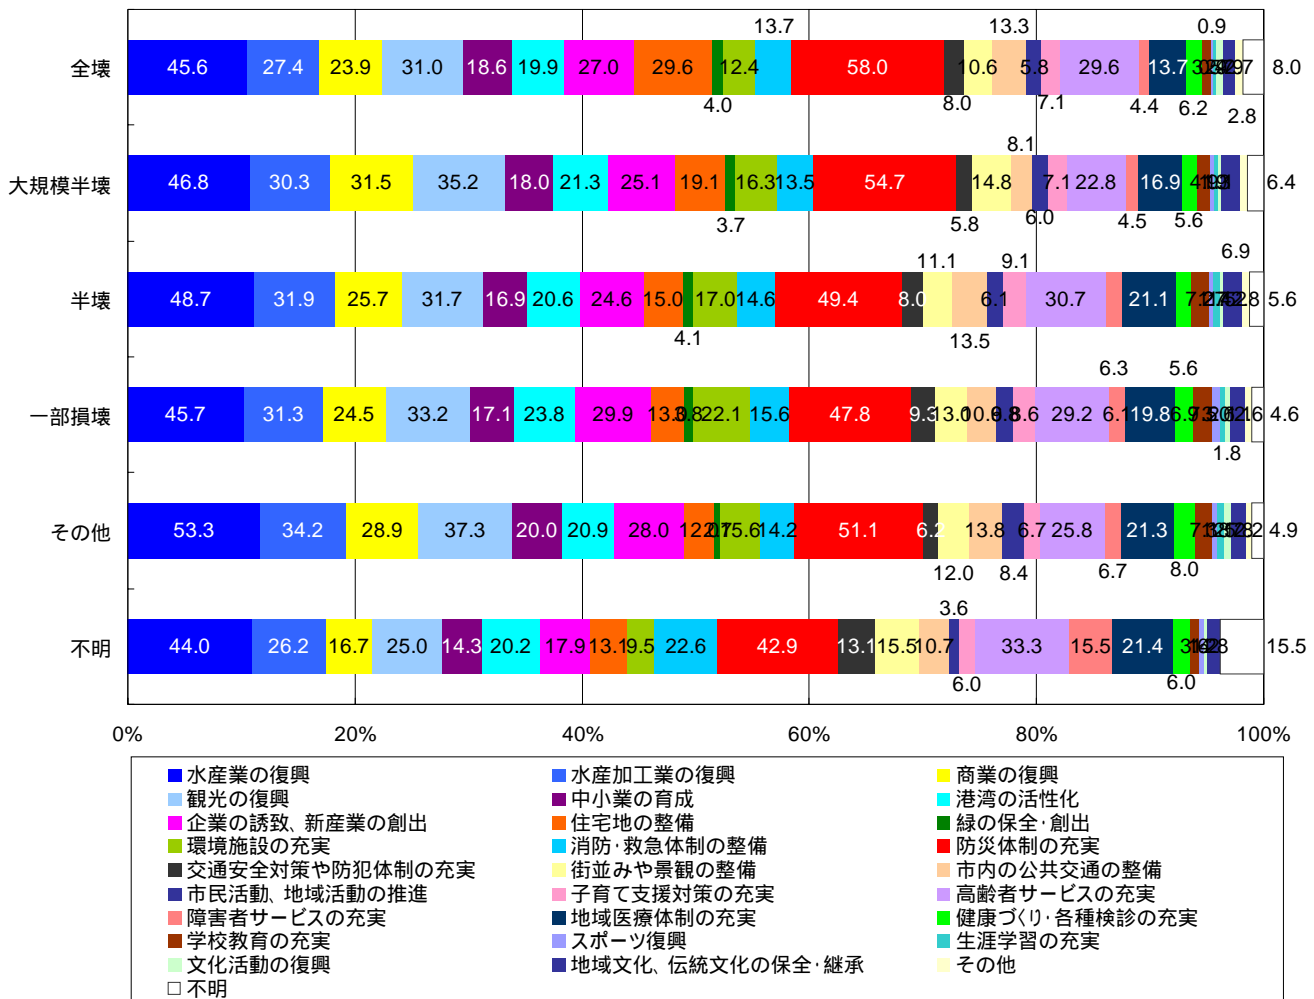 13.7 13.3 0.9
全壊 45.6 27.4 23.9 31.0 18.6 19.9 27.0 29.6 12.4 58.0 10.6 5.8 29.6 13.7 8.0
4.0 8.0 7.1 4.4 6.2 2.8
8.1
大規模半壊 46.8 30.3 31.5 35.2 18.0 21.3 25.1 19.1 16.3 13.5 54.7 14.8 7.1 22.8 16.9 6.4
3.7 5.8 6.0 4.5 5.6
11.1 9.1 6.9
半壊 48.7 31.9 25.7 31.7 16.9 20.6 24.6 15.0 17.0 14.6 49.4 8.0 6.1 30.7 21.1 5.6
4.1 13.5
6.3 5.6
一部損壊 45.7 31.3 24.5 33.2 17.1 23.8 29.9 22.1 15.6 47.8 9.3 13.0 8.6 29.2 6.1 19.8 6.9 4.6
1.8
その他 53.3 34.2 28.9 37.3 20.0 20.9 28.0 15.6 14.2 51.1 6.2 13.8 6.7 25.8 21.3 4.9
12.0 8.4 6.7 8.0
3.6
不明 44.0 26.2 16.7 25.0 14.3 20.2 17.9 13.1 9.5 22.6 42.9 13.1 15.5 10.7 33.3 15.5 21.4 15.5
6.0 6.0
0% 20% 40% 60% 80% 100%
水産業の復興 水産加工業の復興 商業の復興
観光の復興 中小業の育成 港湾の活性化
企業の誘致、新産業の創出 住宅地の整備 緑の保全・創出
環境施設の充実 消防・救急体制の整備 防災体制の充実
交通安全対策や防犯体制の充実 街並みや景観の整備 市内の公共交通の整備
市民活動、地域活動の推進 子育て支援対策の充実 高齢者サービスの充実
障害者サービスの充実 地域医療体制の充実 健康づくり・各種検診の充実
学校教育の充実 スポーツ復興 生涯学習の充実
文化活動の復興 地域文化、伝統文化の保全・継承 その他
不明